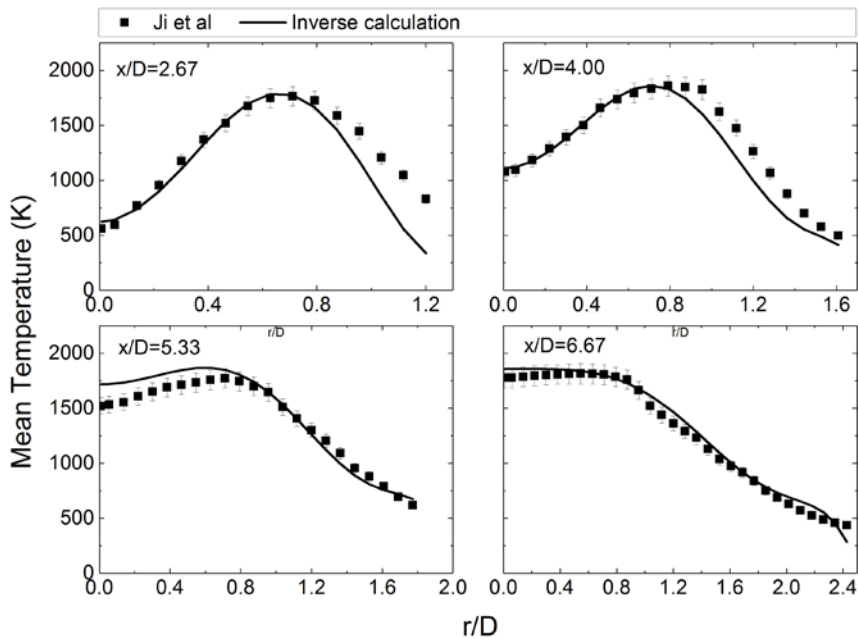 Ji et al Inverse calculation
x/D=2.67
x/D=4.00
2000
1500
1000
500
0
0.0 0.4 0.8 1.2
0.0 0.4 0.8 1.2 1.6
r/D
r/D
x/D=5.33
x/D=6.67
2000
1500
1000
500
0
0.0 0.4 0.8 1.2 1.6 2.0
0.0 0.4 0.8 1.2 1.6 2.0 2.4
Mean Temperature (K)
r/D